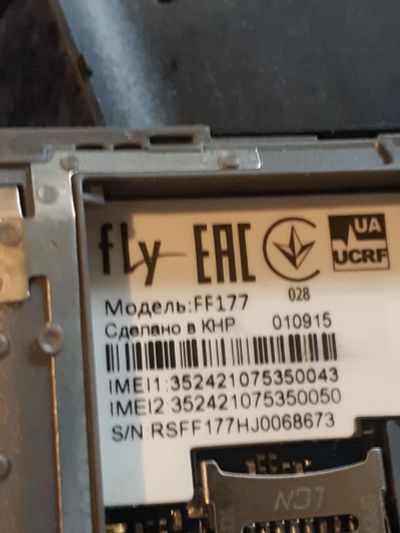 fly EAC UA UCRF
028
Модель:FF177
Сделано в КНР 010915
IMEI1:352421075350043
IMEI2:352421075350050
S/N:RSFF177HJ0068673